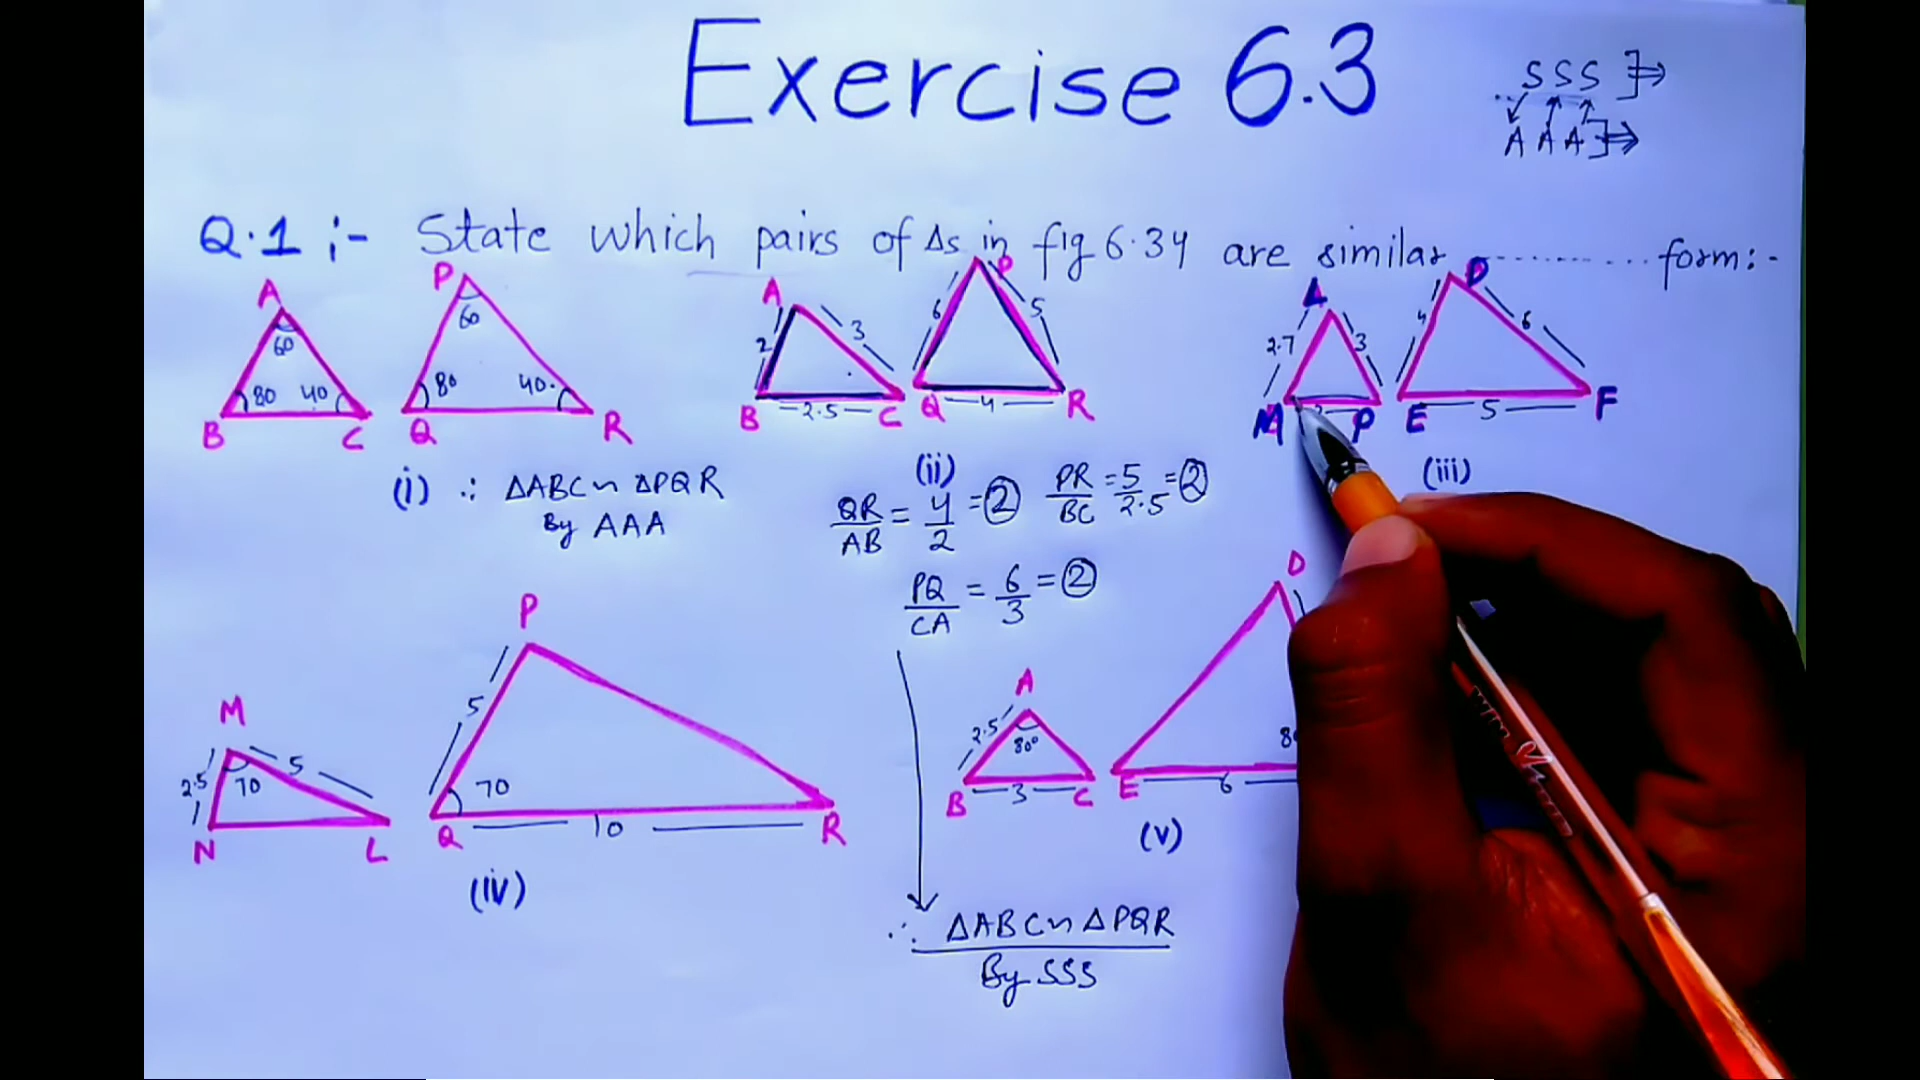 Exercise 6.3
SSS ⇒
AAA ⇒
Q.1 :- State which pairs of Δs in fig 6.34 are similar ........... form:-
A P
60 60
80 40 80 40
B C Q R
(i) ∴ ΔABC ~ ΔPQR
By AAA
A P
2 3 6 5
B 2.5 C Q 4 R
(ii)
QR/AB = 4/2 = 2 PR/BC = 5/2.5 = 2
PQ/CA = 6/3 = 2
L D
2.7 3 4 6
M P E 5 F
(iii)
M P
2.5 5 70 5 70
N L Q 10 R
(iv)
A D
2.5 80°
B 3 C E 6
(v)
∴ ΔABC ~ ΔPQR
By SSS